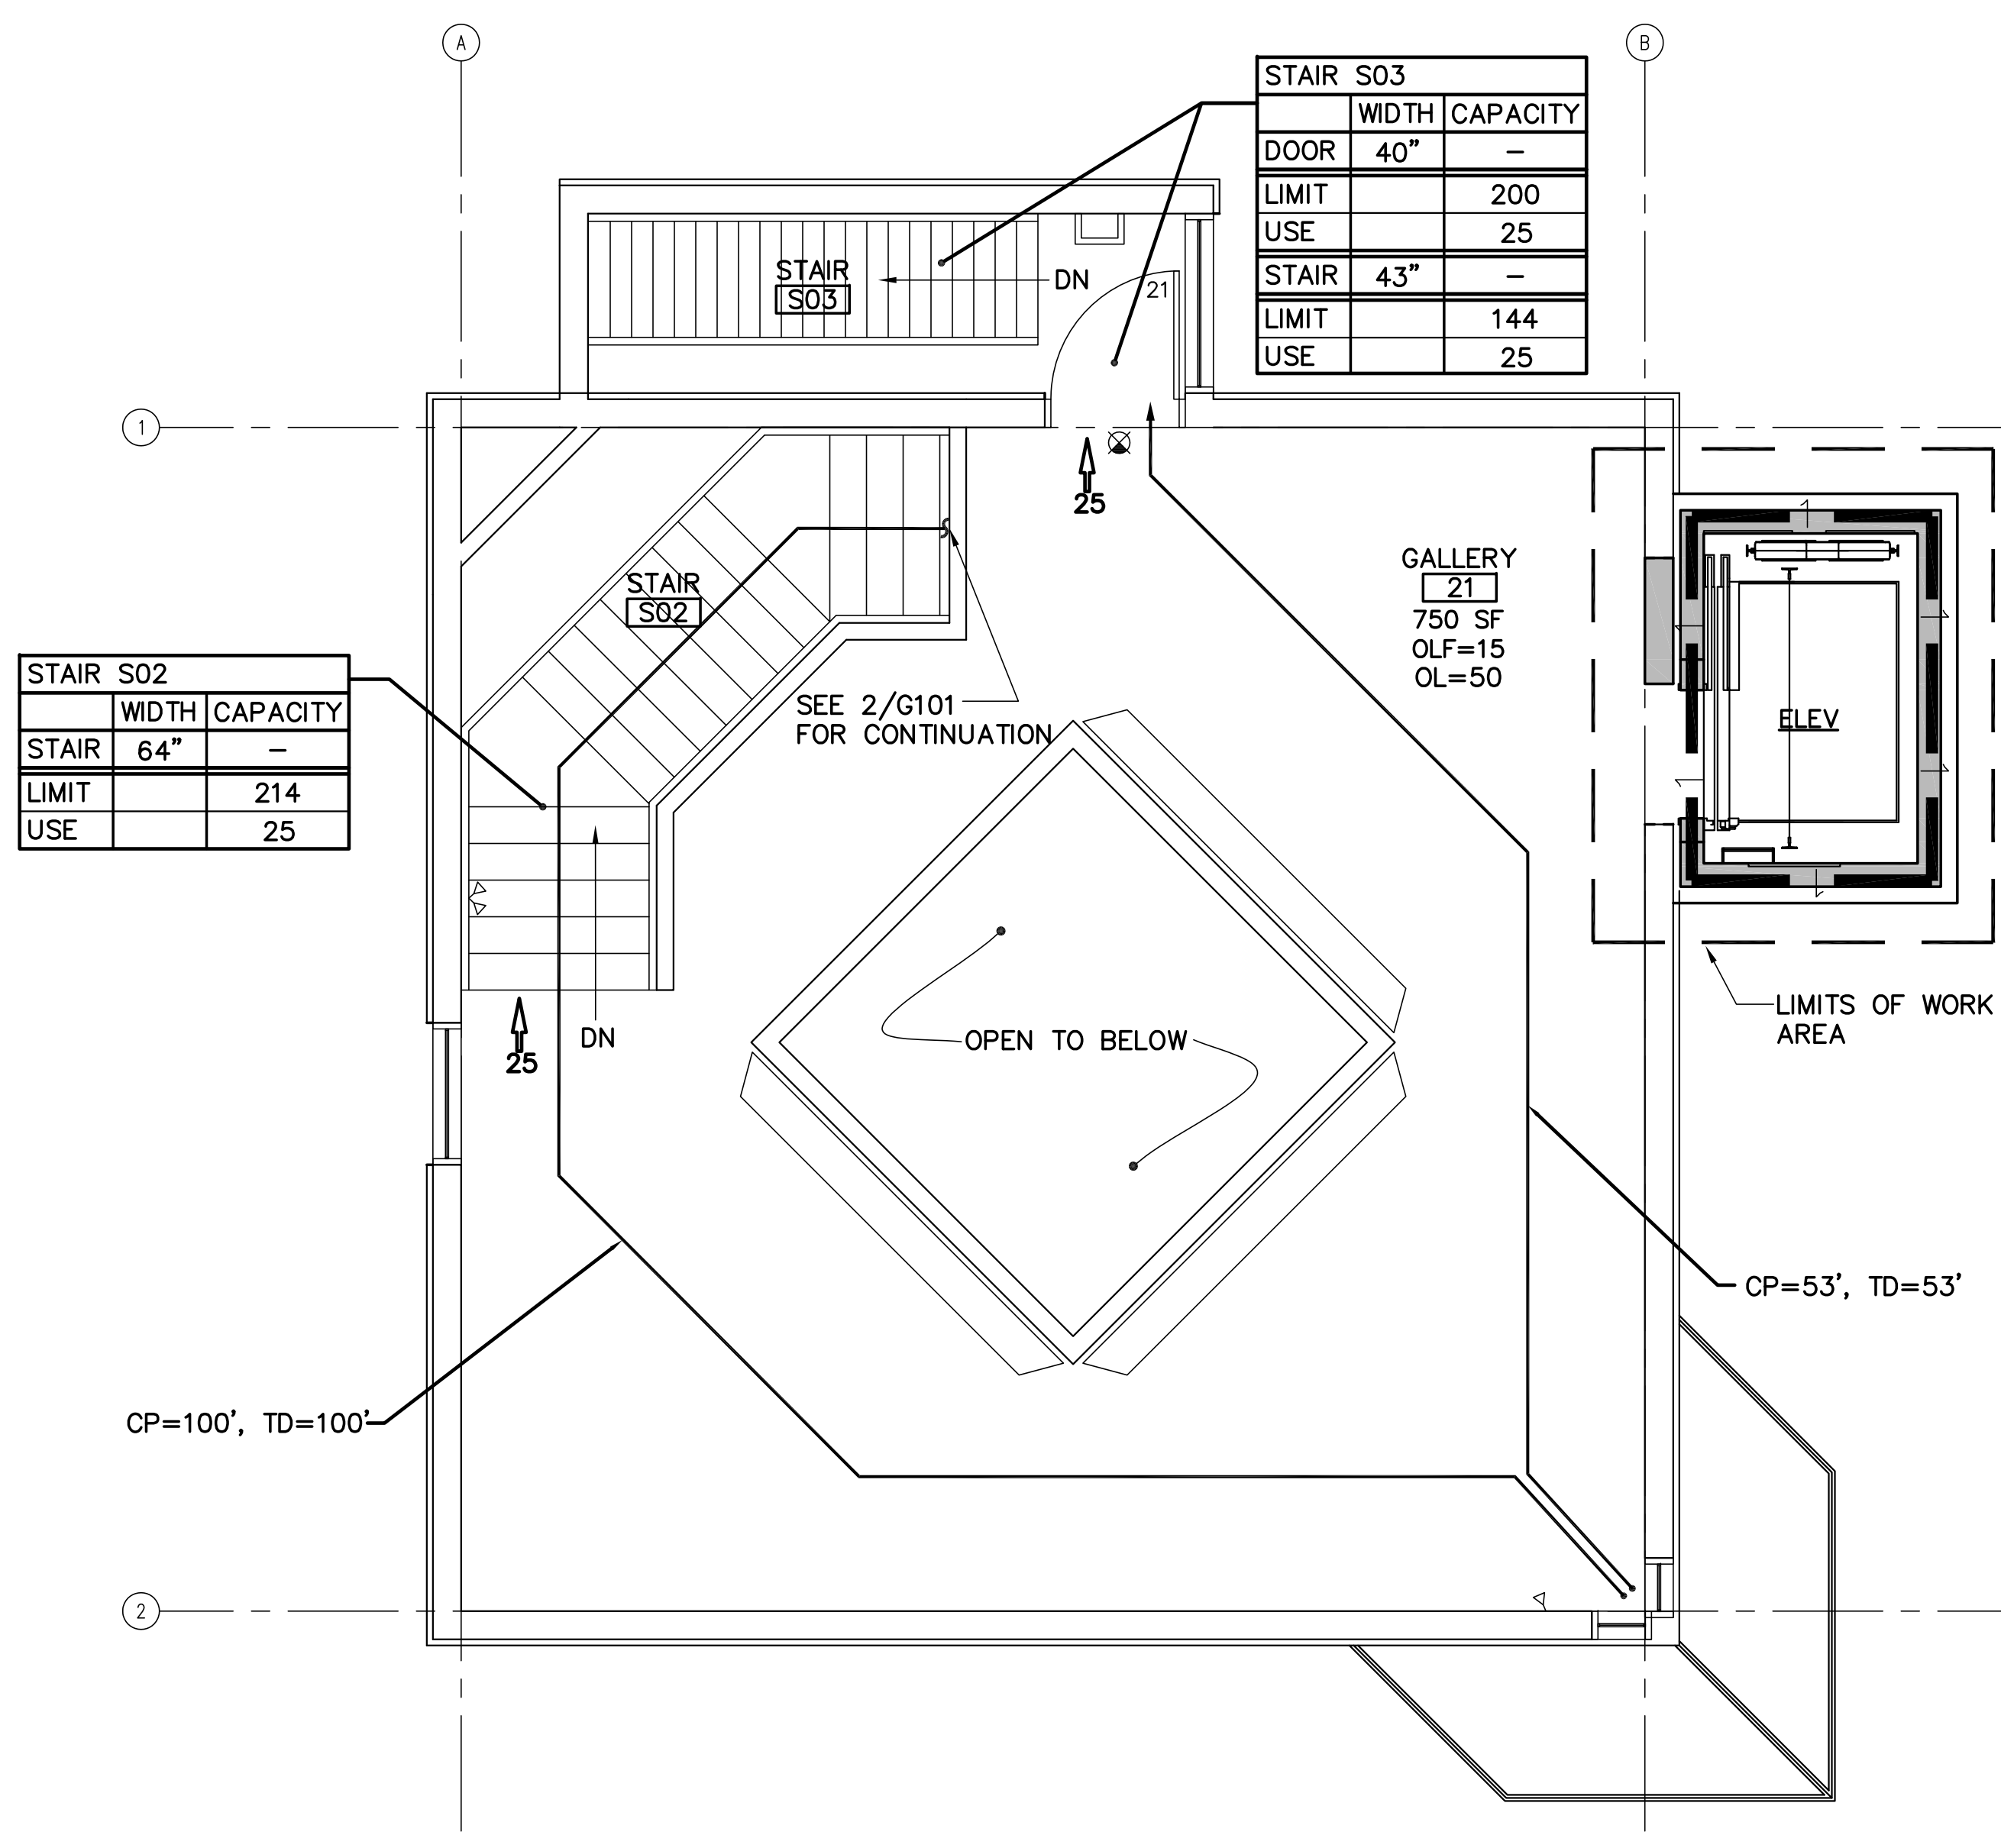 A
B
STAIR S03
WIDTH CAPACITY
DOOR 40” –
LIMIT 200
USE 25
STAIR 43” –
LIMIT 144
USE 25
STAIR
S03
DN
21
1
25
GALLERY
21
750 SF
OLF=15
OL=50
STAIR
S02
STAIR S02
WIDTH CAPACITY
STAIR 64” –
LIMIT 214
USE 25
SEE 2/G101
FOR CONTINUATION
ELEV
OPEN TO BELOW
DN
25
LIMITS OF WORK
AREA
CP=53’, TD=53’
CP=100’, TD=100’
2